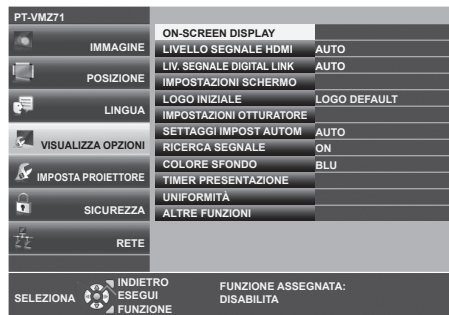 PT-VMZ71
IMMAGINE
POSIZIONE
LINGUA
VISUALIZZA OPZIONI
IMPOSTA PROIETTORE
SICUREZZA
RETE
ON-SCREEN DISPLAY
LIVELLO SEGNALE HDMI AUTO
LIV. SEGNALE DIGITAL LINK AUTO
IMPOSTAZIONI SCHERMO
LOGO INIZIALE LOGO DEFAULT
IMPOSTAZIONI OTTURATORE
SETTAGGI IMPOST AUTOM AUTO
RICERCA SEGNALE ON
COLORE SFONDO BLU
TIMER PRESENTAZIONE
UNIFORMITÀ
ALTRE FUNZIONI
SELEZIONA
INDIETRO
ESEGUI
FUNZIONE
FUNZIONE ASSEGNATA:
DISABILITA